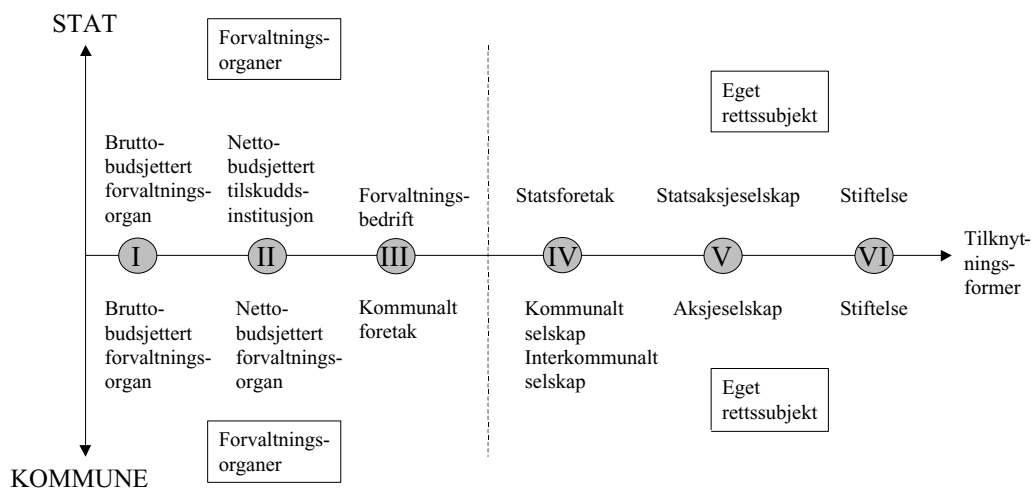 STAT
Forvaltnings-
organer
Eget
rettssubjekt
Brutto-
budsjettert
forvaltnings-
organ
Netto-
budsjettert
tilskudds-
institusjon
Forvaltnings-
bedrift
Statsforetak
Statsaksjeselskap
Stiftelse
I
II
III
IV
V
VI
Tilknyt-
nings-
former
Brutto-
budsjettert
forvaltnings-
organ
Netto-
budsjettert
forvaltnings-
organ
Kommunalt
foretak
Kommunalt
selskap
Interkommunalt
selskap
Aksjeselskap
Stiftelse
Eget
rettssubjekt
Forvaltnings-
organer
KOMMUNE